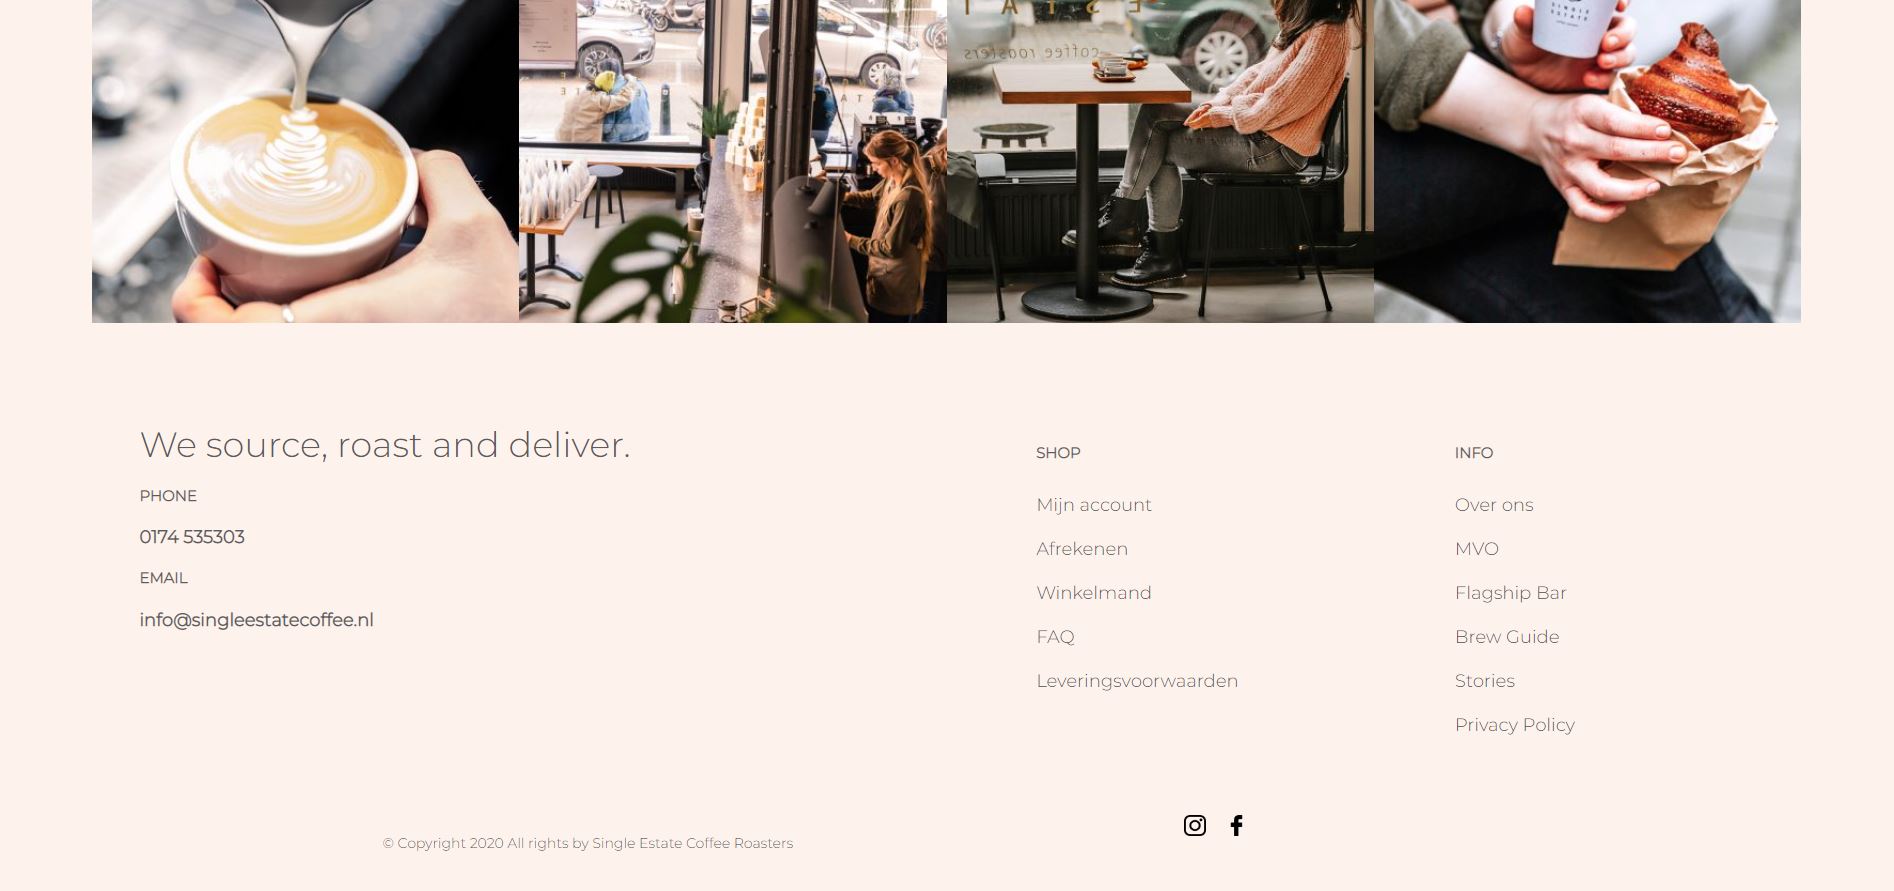 coffee roasters
SINGLE
ESTATE
We source, roast and deliver.
PHONE
0174 535303
EMAIL
info@singleestatecoffee.nl
SHOP
Mijn account
Afrekenen
Winkelmand
FAQ
Leveringsvoorwaarden
INFO
Over ons
MVO
Flagship Bar
Brew Guide
Stories
Privacy Policy
© Copyright 2020 All rights by Single Estate Coffee Roasters